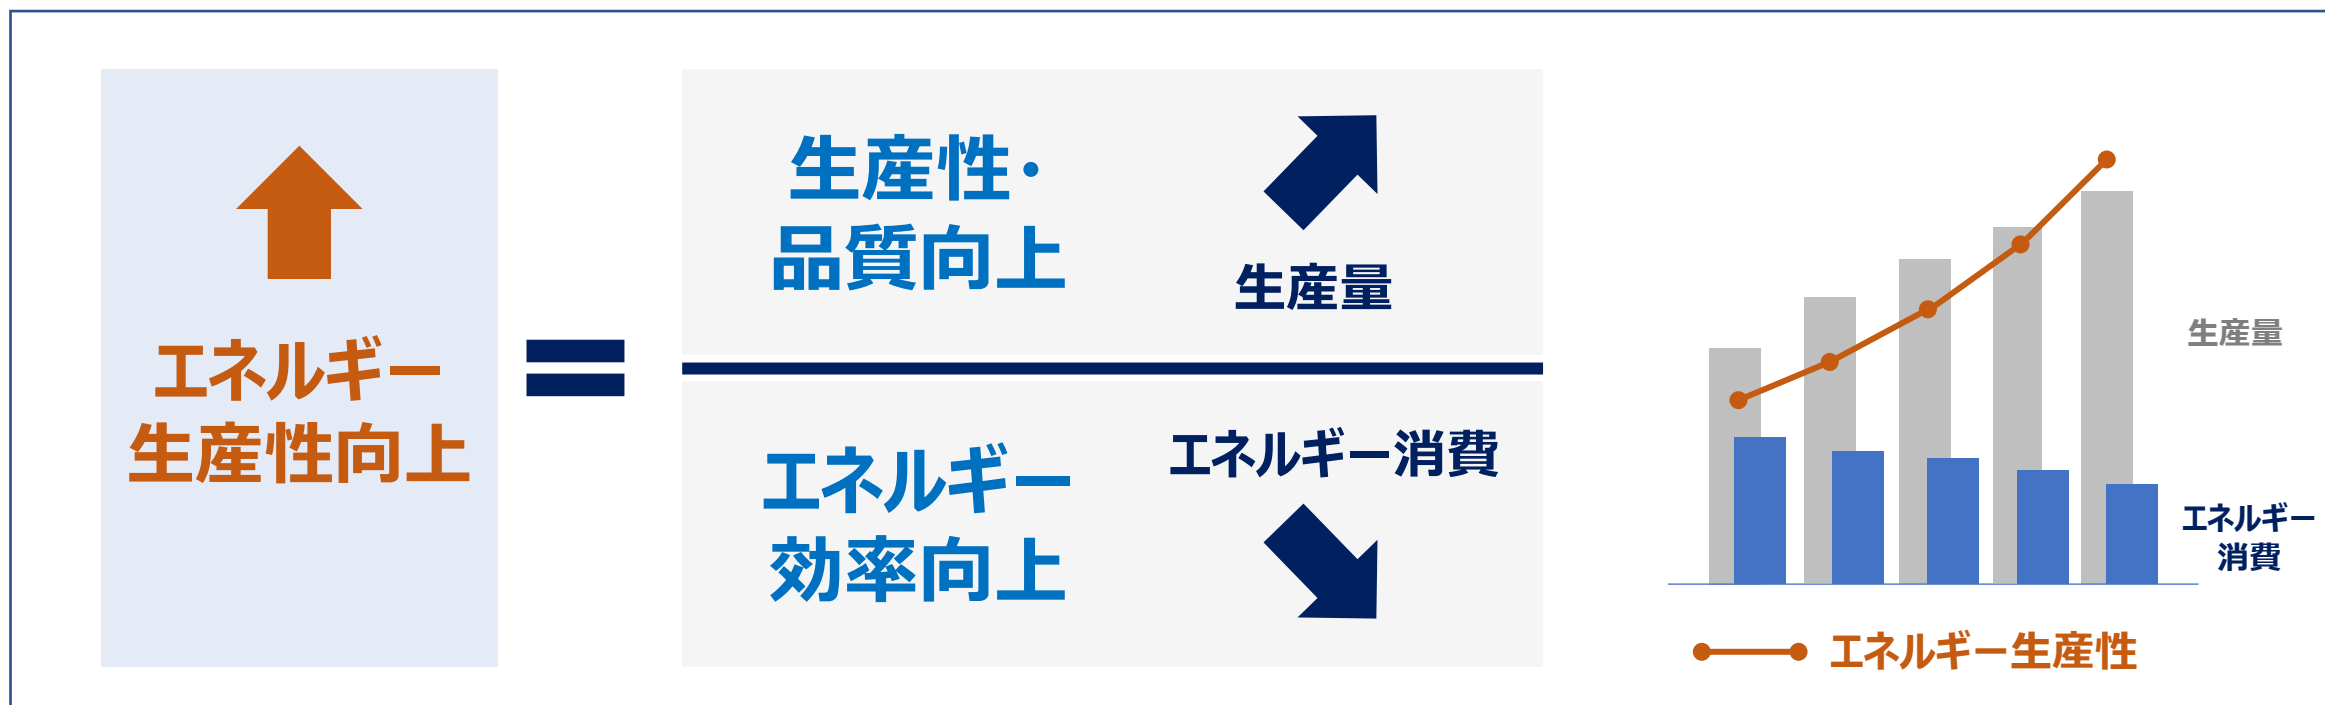 エネルギー
生産性向上
=
生産性・
品質向上
生産量
エネルギー
効率向上
エネルギー消費
生産量
エネルギー
消費
エネルギー生産性